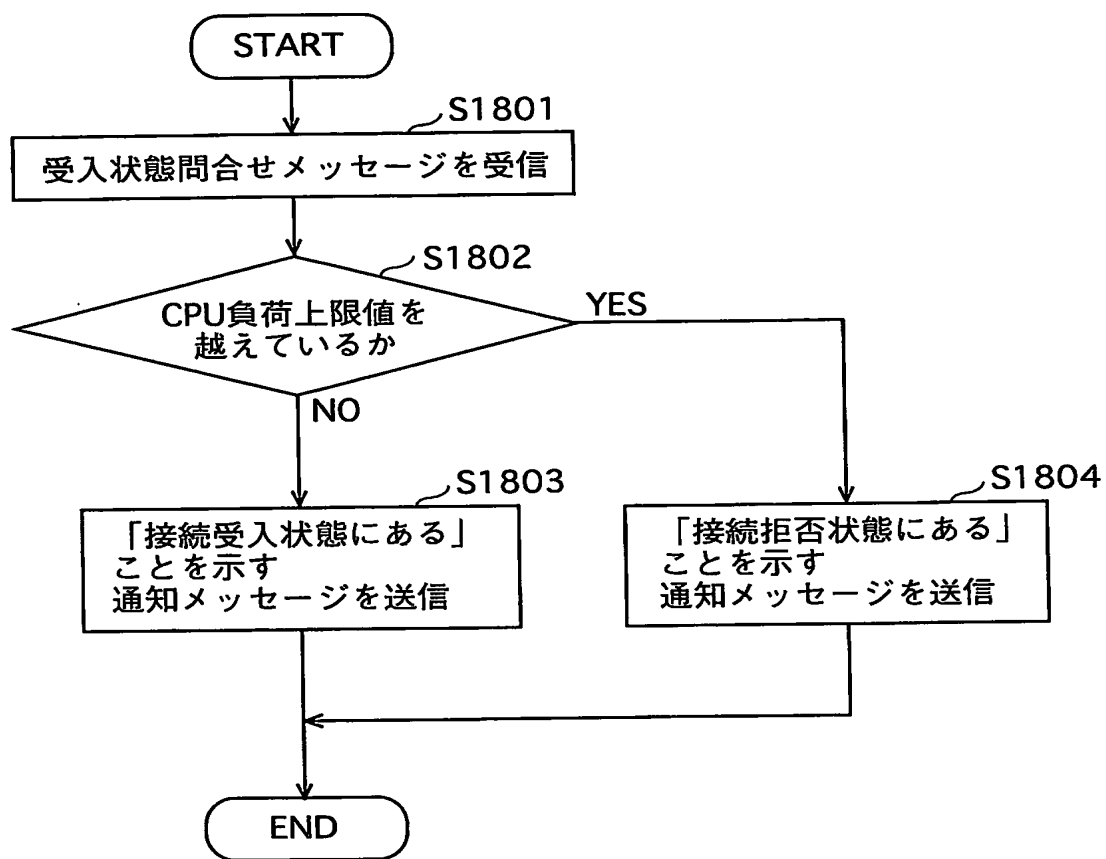 START
S1801
受入状態問合せメッセージを受信
S1802
CPU負荷上限値を
越えているか
YES
NO
S1803
「接続受入状態にある」
ことを示す
通知メッセージを送信
S1804
「接続拒否状態にある」
ことを示す
通知メッセージを送信
END